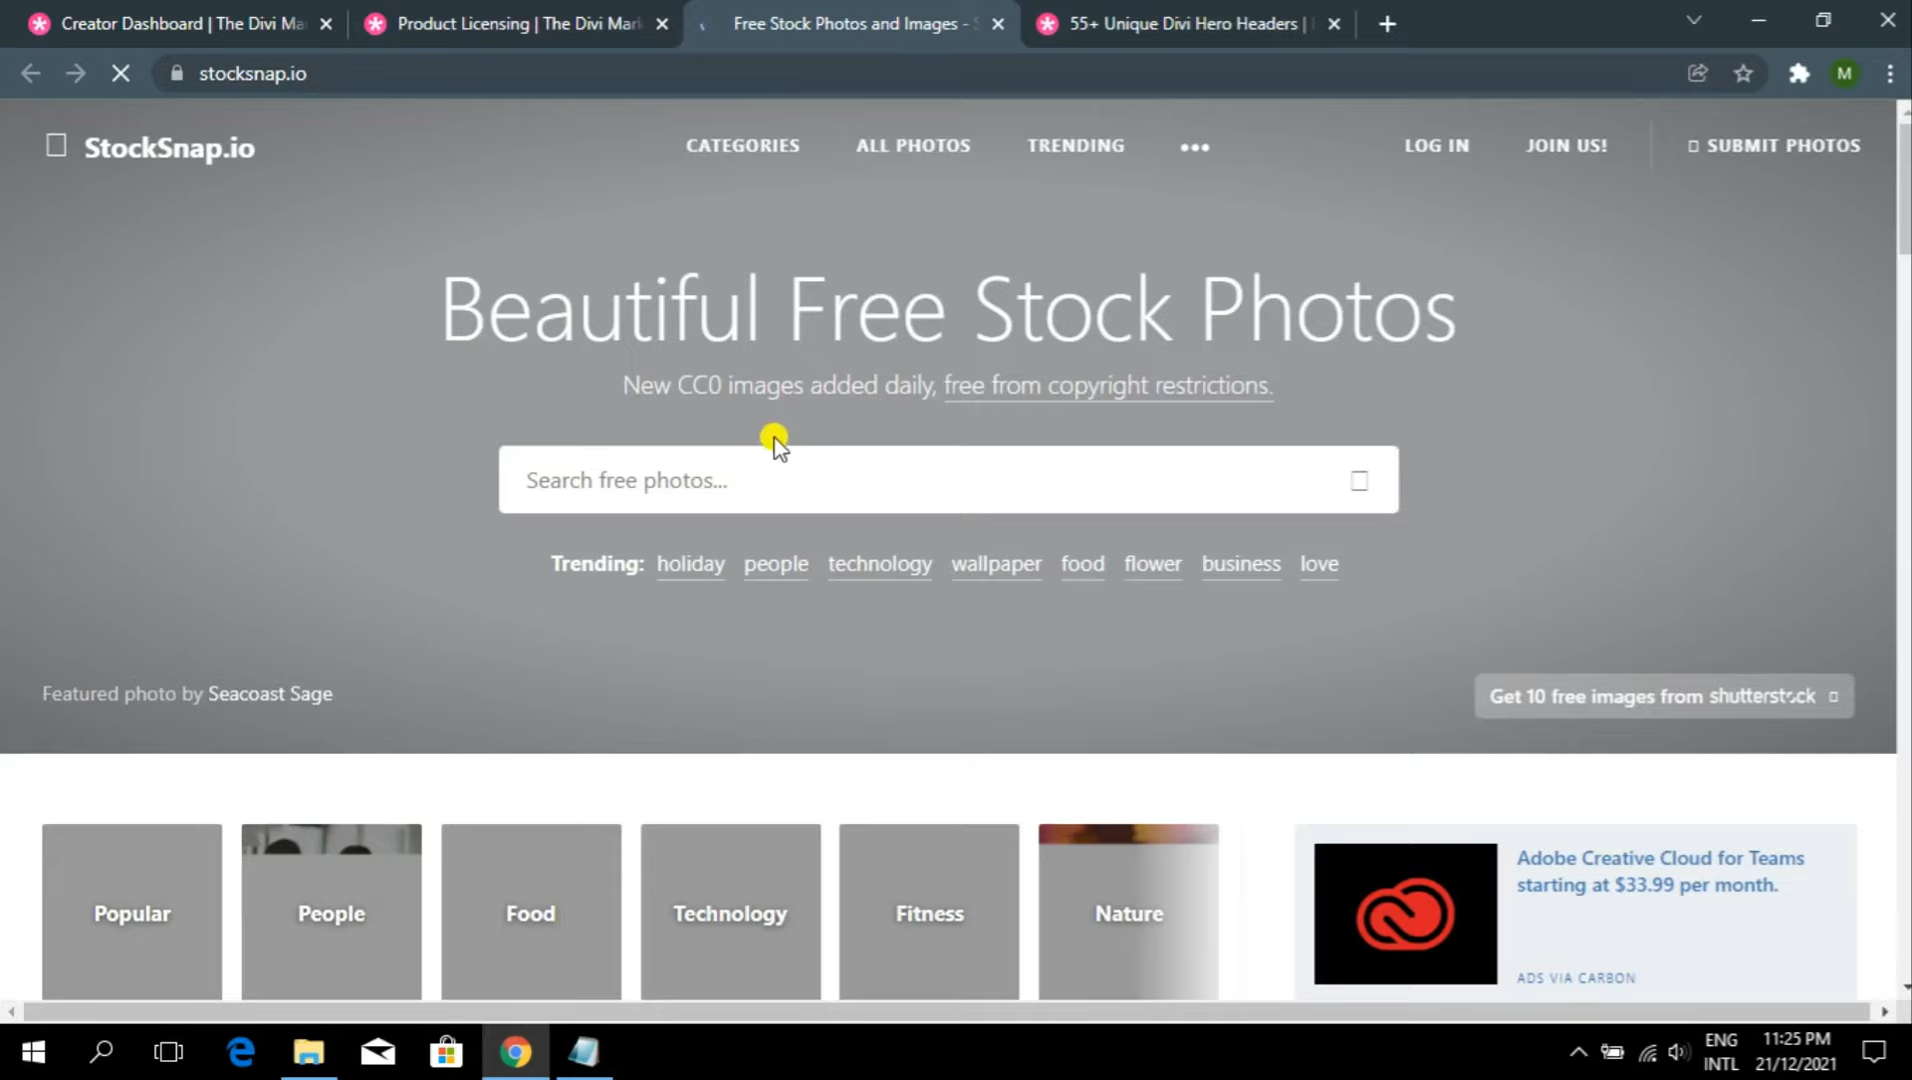 Creator Dashboard | The Divi Ma
Product Licensing | The Divi Mark
Free Stock Photos and Images - S
55+ Unique Divi Hero Headers |
stocksnap.io
M
StockSnap.io
CATEGORIES
ALL PHOTOS
TRENDING
LOG IN
JOIN US!
SUBMIT PHOTOS
Beautiful Free Stock Photos
New CC0 images added daily, free from copyright restrictions.
Search free photos...
Trending: holiday people technology wallpaper food flower business love
Featured photo by Seacoast Sage
Get 10 free images from shutterstock
Popular
People
Food
Technology
Fitness
Nature
Adobe Creative Cloud for Teams
starting at $33.99 per month.
ADS VIA CARBON
ENG
INTL
11:25 PM
21/12/2021